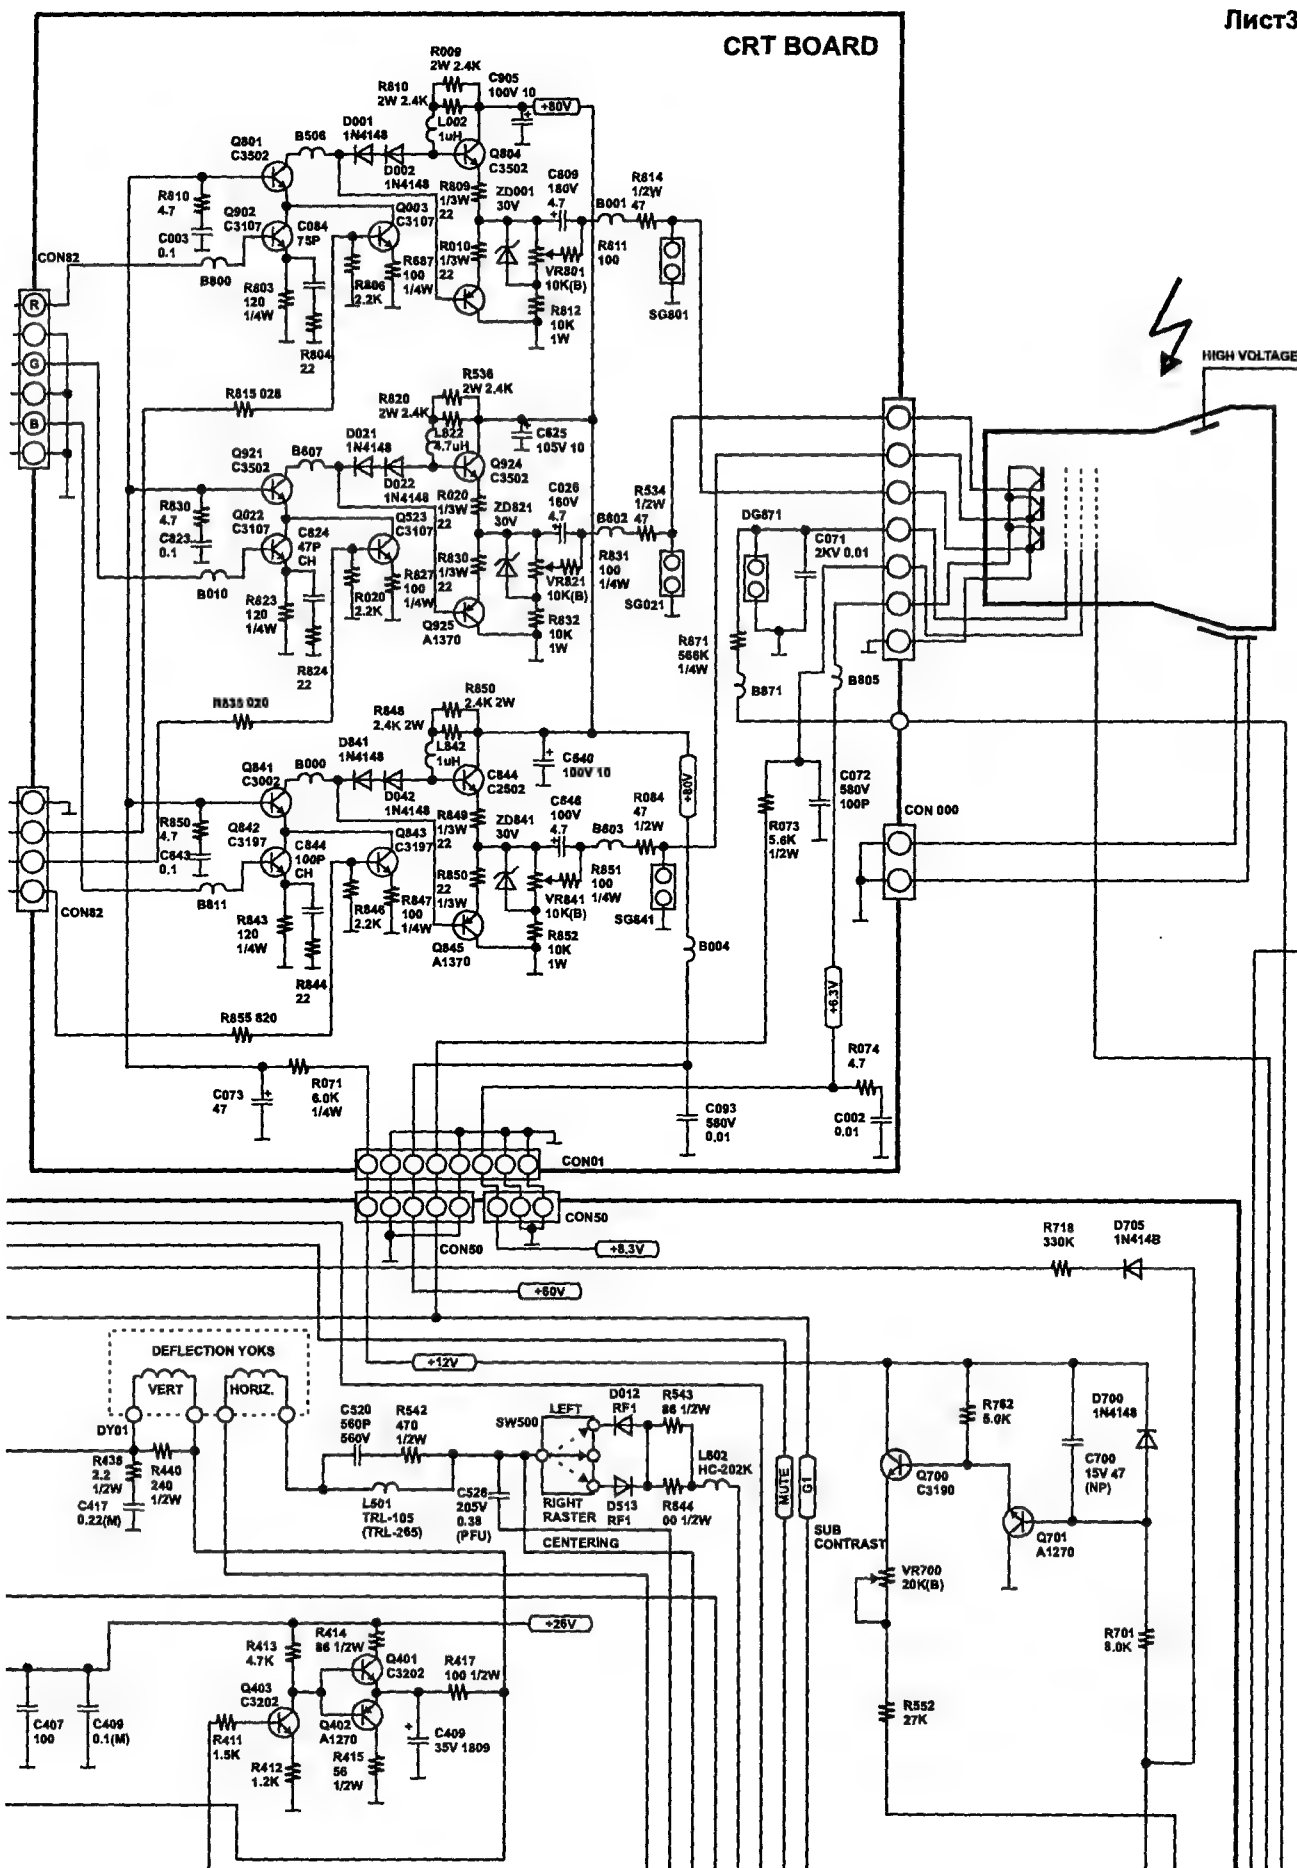 Лист3
CRT BOARD
R009
2W 2.4K
R810
2W 2.4K
C905
100V 10
+80V
L002
1uH
D001
1N4148
B506
Q801
C3502
D002
1N4148
Q804
C3502
R810
4.7
Q902
C3107
C084
75P
Q003
C3107
R809
1/3W
22
ZD001
30V
C809
180V
4.7
B001
R814
1/2W
47
C003
0.1
CON82
B800
R803
120
1/4W
R804
22
R806
2.2K
R687
100
1/4W
R010
1/3W
22
VR801
10K(B)
R811
100
R812
10K
1W
SG801
R
G
B
HIGH VOLTAGE
R815 028
R536
2W 2.4K
R820
2W 2.4K
L822
4.7uH
C625
105V 10
D021
1N4148
B607
Q921
C3502
D022
1N4148
Q924
C3502
R830
4.7
C823
0.1
Q022
C3107
C824
47P
CH
Q523
C3107
R020
1/3W
22
ZD821
30V
C026
160V
4.7
B602
R534
1/2W
47
B010
R823
120
1/4W
R824
22
R020
2.2K
R827
100
1/4W
R830
1/3W
22
Q925
A1370
VR821
10K(B)
R831
100
1/4W
R832
10K
1W
SG021
DG871
C071
2KV 0.01
R871
566K
1/4W
B871
B805
R835 020
R850
2.4K 2W
R848
2.4K 2W
L842
1uH
C540
100V 10
+80V
D841
1N4148
B000
Q841
C3002
D042
1N4148
C844
C2502
R850
4.7
C843
0.1
Q842
C3197
C844
100P
CH
Q843
C3197
R849
1/3W
22
ZD841
30V
C846
100V
4.7
B803
R084
47
1/2W
R073
5.6K
1/2W
C072
580V
100P
CON 000
CON82
B811
R843
120
1/4W
R844
22
R846
2.2K
R847
100
1/4W
R850
22
1/3W
Q845
A1370
VR841
10K(B)
R851
100
1/4W
R852
10K
1W
SG841
B004
+6.3V
R855 820
R074
4.7
C073
47
R071
6.0K
1/4W
C093
580V
0.01
C002
0.01
CON01
CON50
CON50
+8.3V
+60V
R718
330K
D705
1N414B
DEFLECTION YOKS
VERT
HORIZ.
+12V
DY01
C520
560P
560V
R542
470
1/2W
SW500
LEFT
D012
RF1
R543
86 1/2W
L802
HC-202K
R438
2.2
1/2W
R440
240
1/2W
C417
0.22(M)
L501
TRL-105
(TRL-265)
C526
205V
0.38
(PFU)
RIGHT
RASTER
CENTERING
D513
RF1
R844
00 1/2W
MUTE
G1
SUB
CONTRAST
R762
5.0K
D700
1N4148
C700
15V 47
(NP)
Q700
C3190
Q701
A1270
VR700
20K(B)
R701
8.0K
R552
27K
+26V
R413
4.7K
R414
86 1/2W
Q401
C3202
R417
100 1/2W
Q403
C3202
Q402
A1270
C407
100
C409
0.1(M)
R411
1.5K
R412
1.2K
R415
56
1/2W
C409
35V 1809